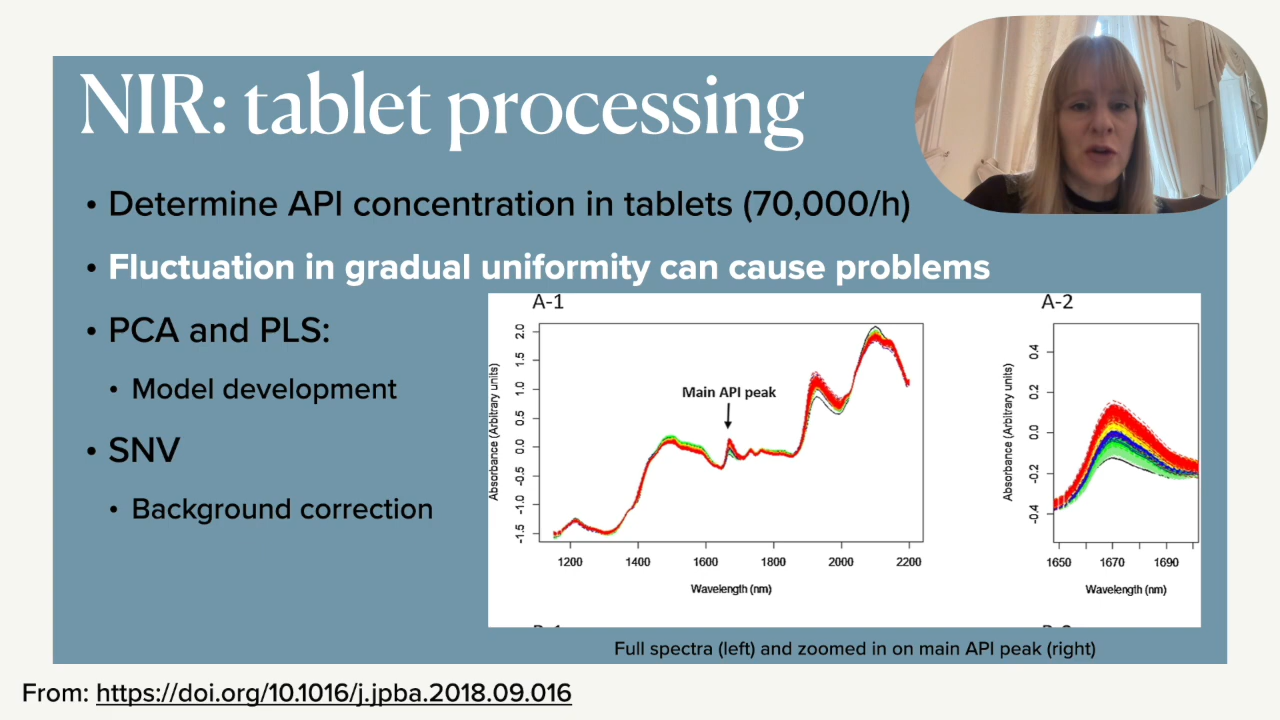 NIR: tablet processing
• Determine API concentration in tablets (70,000/h)
• Fluctuation in gradual uniformity can cause problems
• PCA and PLS:
• Model development
• SNV
• Background correction
A-1
Absorbance (Arbitrary units)
2.0
1.5
1.0
0.5
0.0
-0.5
-1.0
-1.5
Main API peak
1200 1400 1600 1800 2000 2200
Wavelength (nm)
A-2
Absorbance (Arbitrary units)
0.4
0.2
0.0
-0.2
-0.4
1650 1670 1690
Wavelength (nm)
Full spectra (left) and zoomed in on main API peak (right)
From: https://doi.org/10.1016/j.jpba.2018.09.016